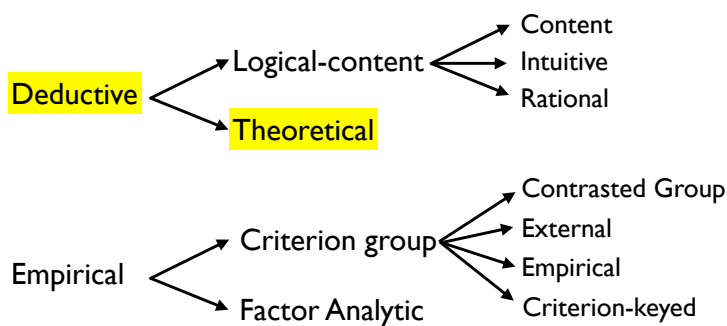 Deductive
Logical-content
Content
Intuitive
Rational
Theoretical
Empirical
Criterion group
Contrasted Group
External
Empirical
Criterion-keyed
Factor Analytic